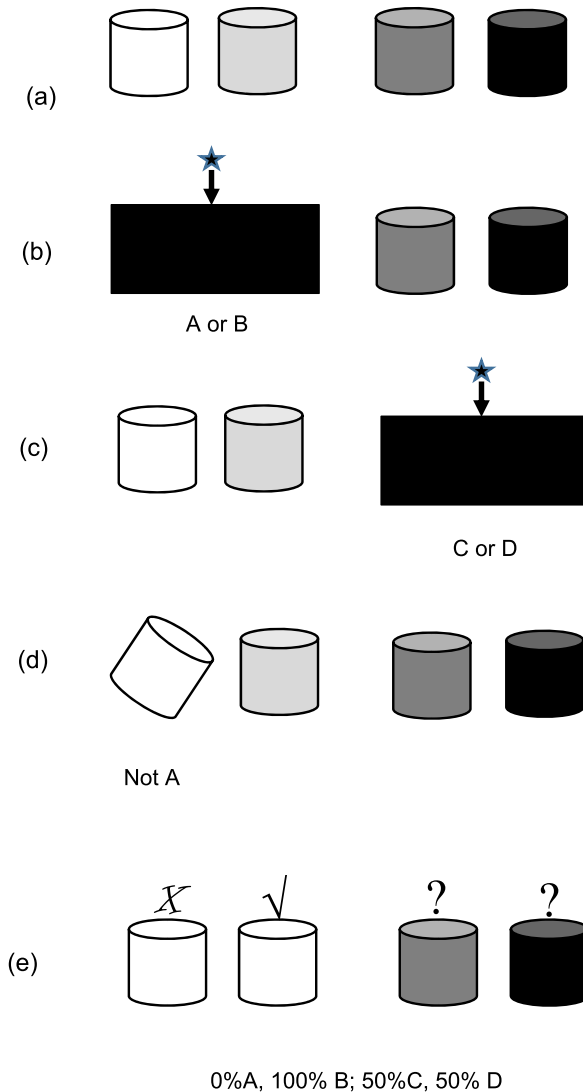 (a)
(b)
A or B
(c)
C or D
(d)
Not A
X √ ? ?
(e)
0%A, 100% B; 50%C, 50% D